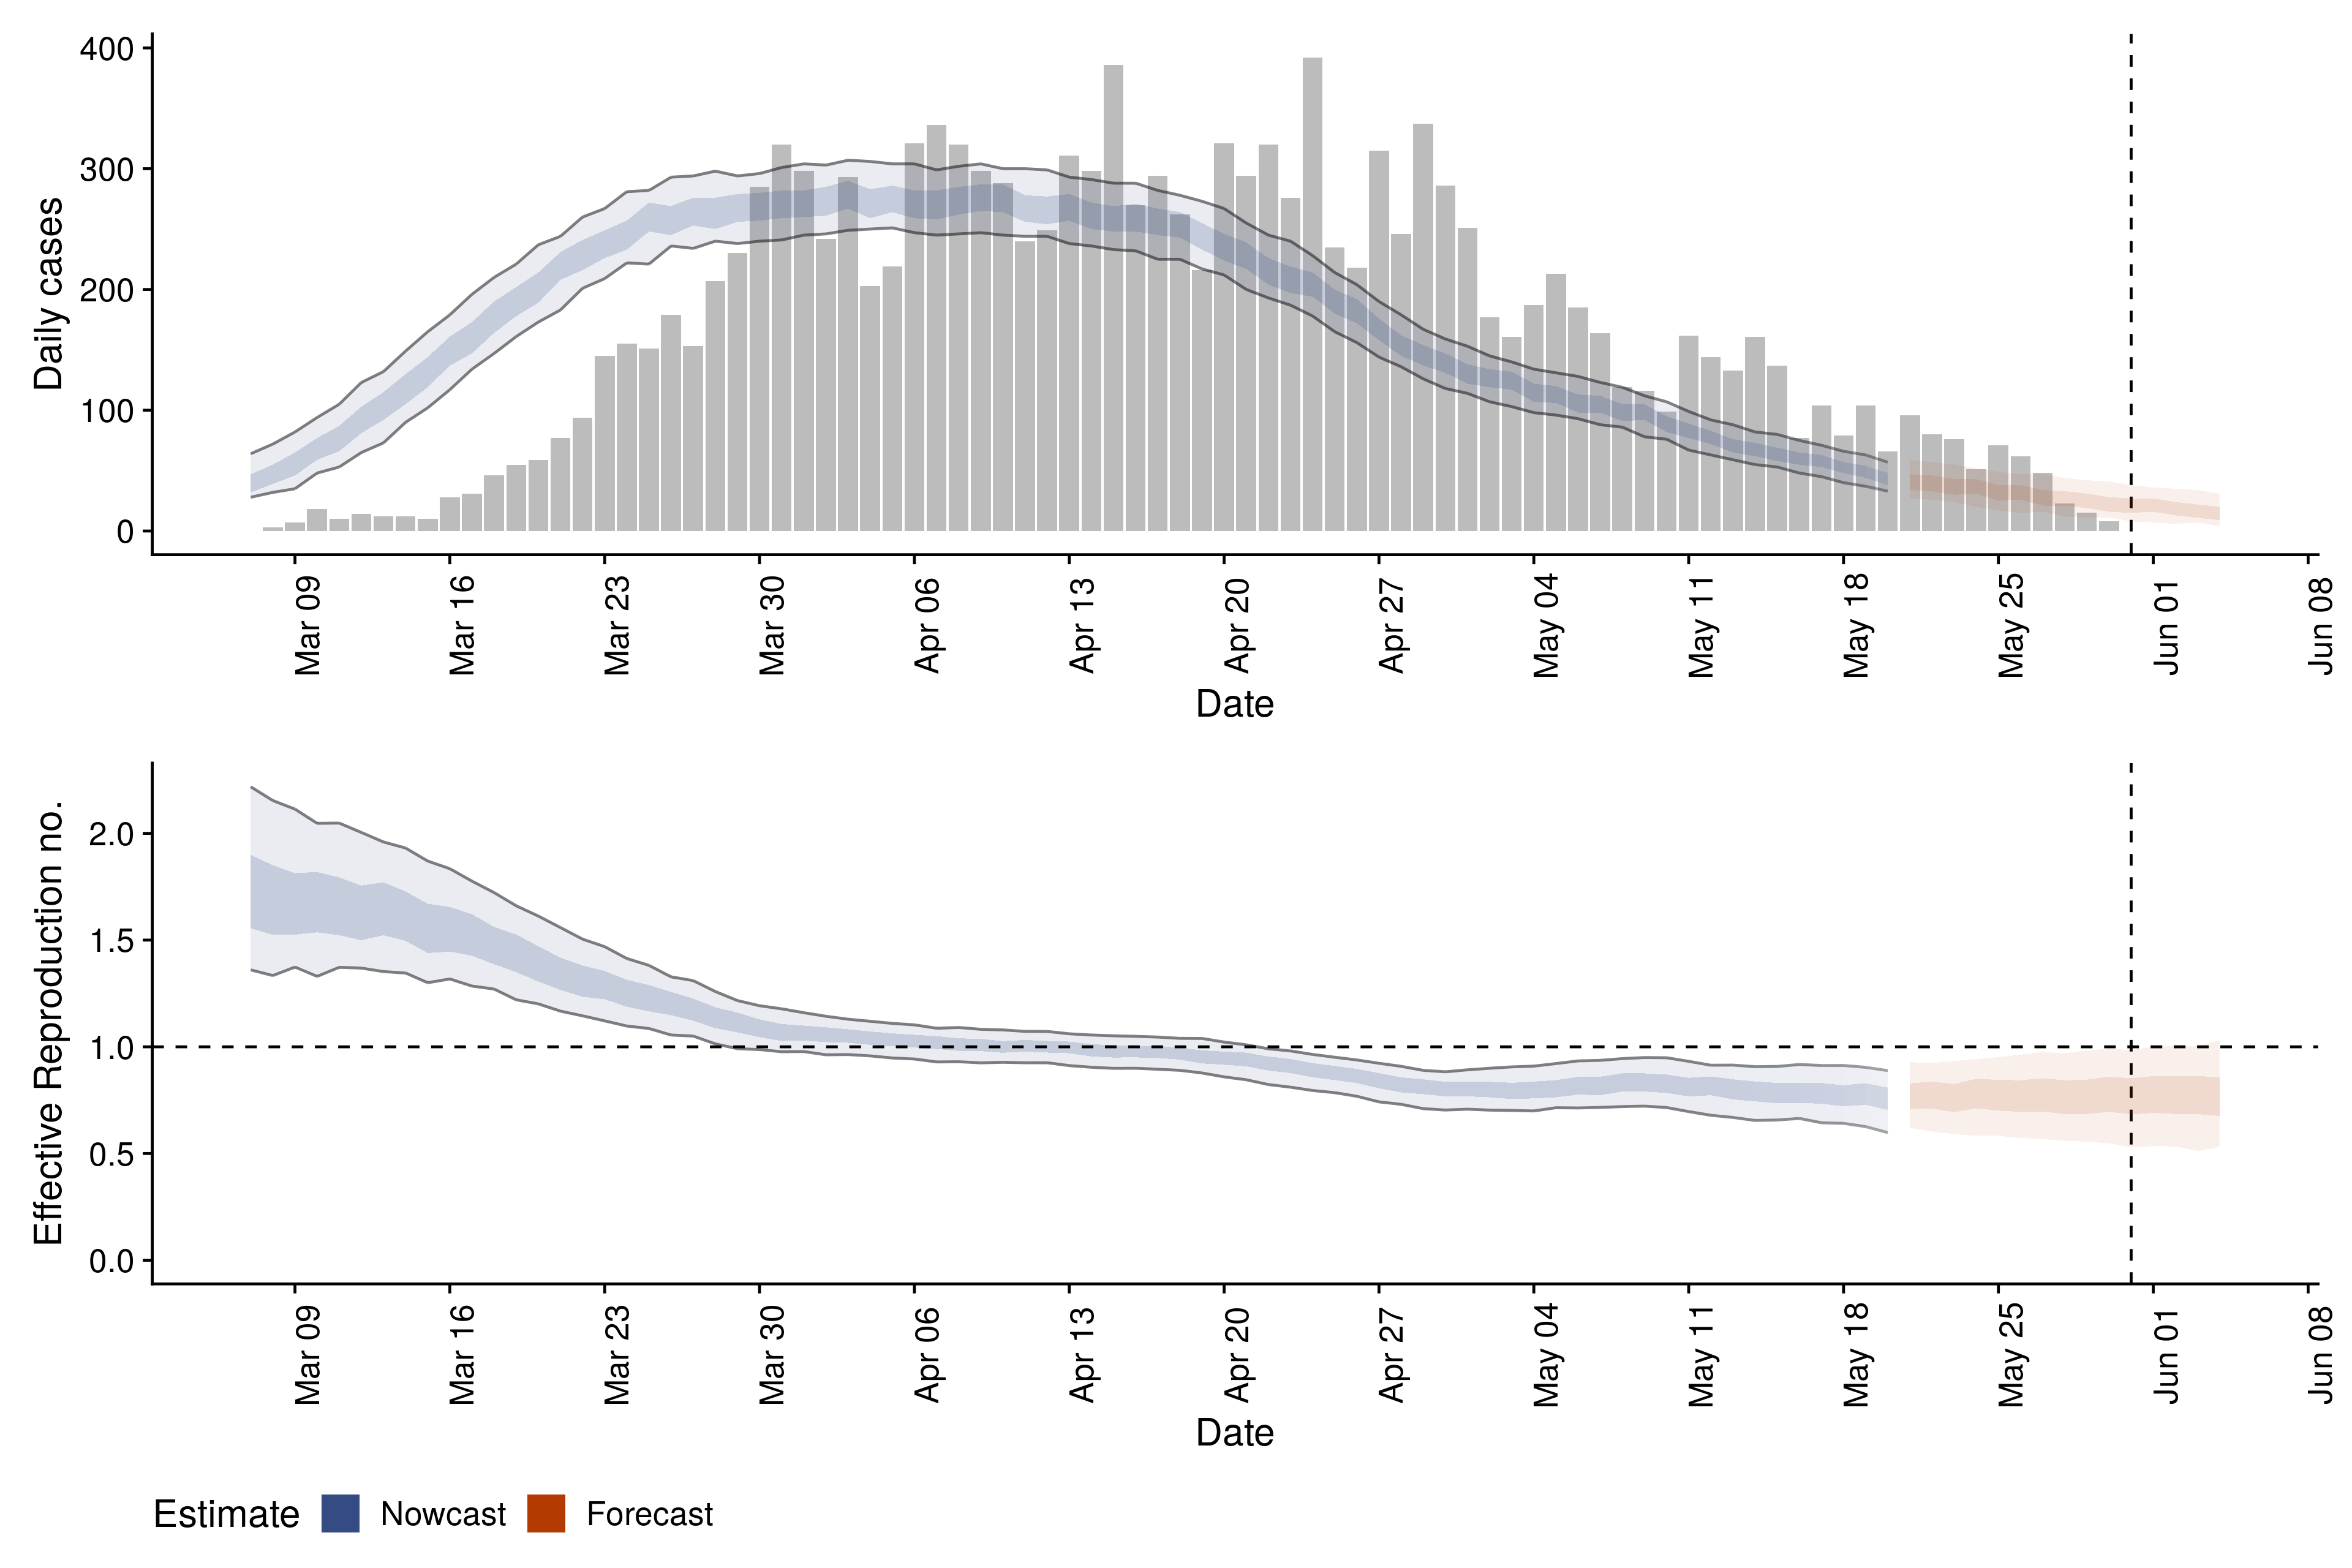 Daily cases
400
300
200
100
0
Mar 09
Mar 16
Mar 23
Mar 30
Apr 06
Apr 13
Apr 20
Apr 27
May 04
May 11
May 18
May 25
Jun 01
Jun 08
Date
Effective Reproduction no.
2.0
1.5
1.0
0.5
0.0
Mar 09
Mar 16
Mar 23
Mar 30
Apr 06
Apr 13
Apr 20
Apr 27
May 04
May 11
May 18
May 25
Jun 01
Jun 08
Date
Estimate Nowcast Forecast